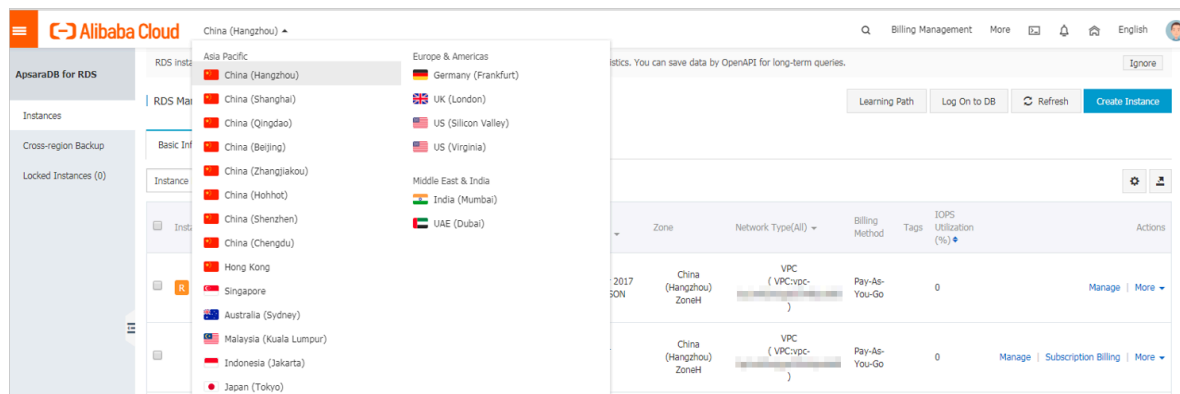 Alibaba Cloud
China (Hangzhou)
Billing Management
More
English
ApsaraDB for RDS
Instances
Cross-region Backup
Locked Instances (0)
RDS insta
istics. You can save data by OpenAPI for long-term queries.
Ignore
RDS Mar
Learning Path
Log On to DB
Refresh
Create Instance
Basic Inf
Instance
Asia Pacific
China (Hangzhou)
China (Shanghai)
China (Qingdao)
China (Beijing)
China (Zhangjiakou)
China (Hohhot)
China (Shenzhen)
China (Chengdu)
Hong Kong
Singapore
Australia (Sydney)
Malaysia (Kuala Lumpur)
Indonesia (Jakarta)
Japan (Tokyo)
Europe & Americas
Germany (Frankfurt)
UK (London)
US (Silicon Valley)
US (Virginia)
Middle East & India
India (Mumbai)
UAE (Dubai)
Insta
Zone
Network Type(All)
Billing
Method
Tags
IOPS
Utilization
(%)
Actions
R
2017
SON
China
(Hangzhou)
ZoneH
VPC
( VPC:vpc-
)
Pay-As-
You-Go
0
Manage | More
China
(Hangzhou)
ZoneH
VPC
( VPC:vpc-
)
Pay-As-
You-Go
0
Manage | Subscription Billing | More